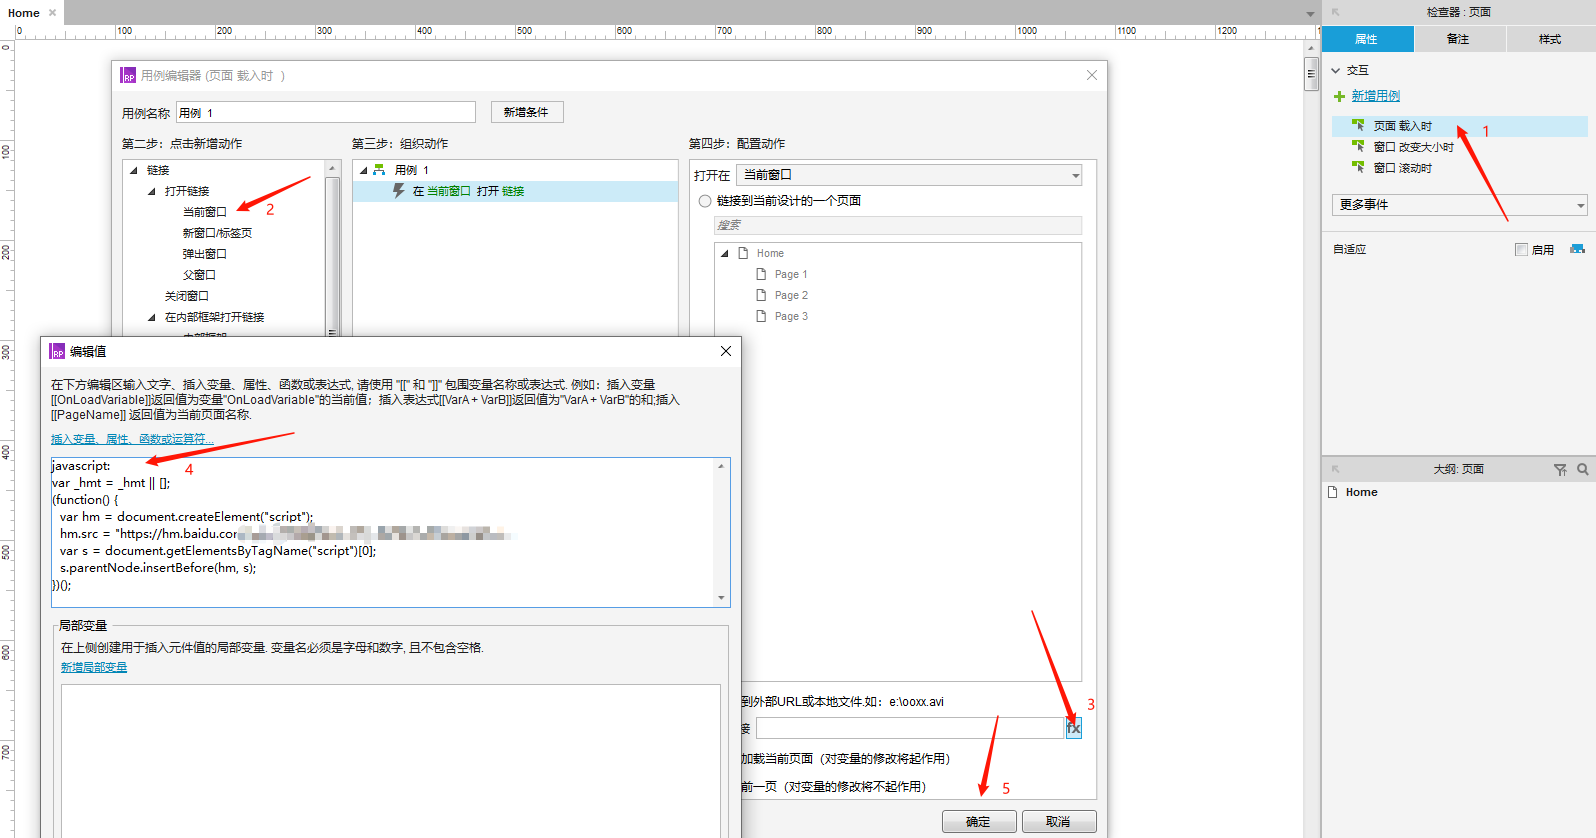 Home
0 100 200 300 400 500 600 700 800 900 1000 1100 1200
0
100
200
300
400
500
600
700
检查器 : 页面
属性
备注
样式
交互
新增用例
页面 载入时
1
窗口 改变大小时
窗口 滚动时
更多事件
自适应
启用
大纲: 页面
Home
RP
用例编辑器 (页面 载入时 )
用例名称
用例 1
新增条件
第二步：点击新增动作
第三步：组织动作
第四步：配置动作
链接
打开链接
当前窗口
2
新窗口/标签页
弹出窗口
父窗口
关闭窗口
在内部框架打开链接
用例 1
在 当前窗口 打开 链接
打开在
当前窗口
链接到当前设计的一个页面
搜索
Home
Page 1
Page 2
Page 3
到外部URL或本地文件.如：e:\ooxx.avi
3
接
fx
加载当前页面（对变量的修改将起作用）
前一页（对变量的修改将不起作用）
5
确定
取消
RP
编辑值
在下方编辑区输入文字、插入变量、属性、函数或表达式, 请使用 "[[" 和 "]]" 包围变量名称或表达式. 例如：插入变量
[[OnLoadVariable]]返回值为变量"OnLoadVariable"的当前值；插入表达式[[VarA + VarB]]返回值为"VarA + VarB"的和;插入
[[PageName]] 返回值为当前页面名称.
插入变量、属性、函数或运算符...
4
javascript:
var _hmt = _hmt || [];
(function() {
var hm = document.createElement("script");
hm.src = "https://hm.baidu.co
var s = document.getElementsByTagName("script")[0];
s.parentNode.insertBefore(hm, s);
})();
局部变量
在上侧创建用于插入元件值的局部变量. 变量名必须是字母和数字, 且不包含空格.
新增局部变量